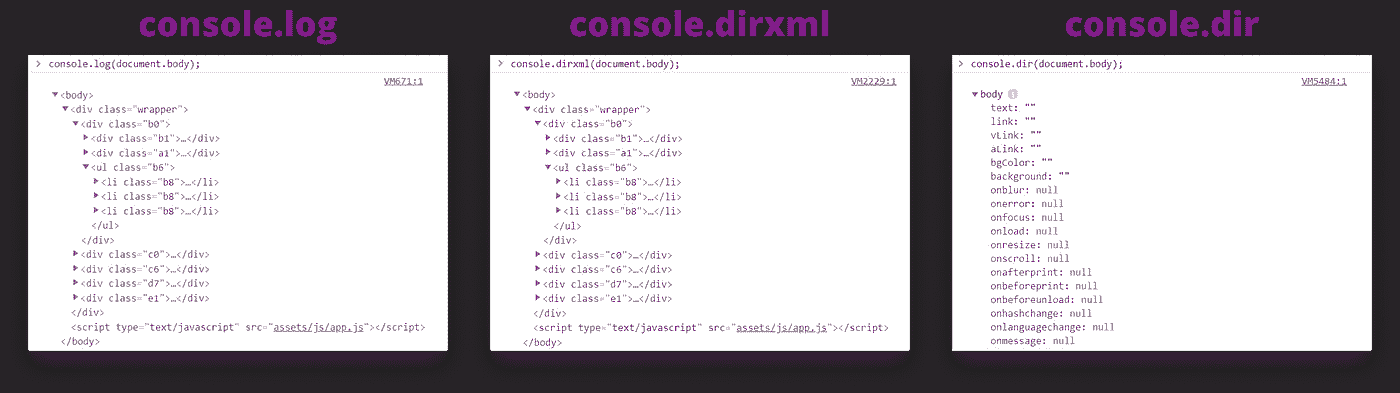 console.log
> console.log(document.body);
VM671:1
▼<body>
▼<div class="wrapper">
▼<div class="b0">
▶<div class="b1">…</div>
▶<div class="a1">…</div>
▼<ul class="b6">
▶<li class="b8">…</li>
▶<li class="b8">…</li>
▶<li class="b8">…</li>
</ul>
</div>
▶<div class="c0">…</div>
▶<div class="c6">…</div>
▶<div class="d7">…</div>
▶<div class="e1">…</div>
</div>
<script type="text/javascript" src="assets/js/app.js"></script>
</body>
console.dirxml
> console.dirxml(document.body);
VM2229:1
▼<body>
▼<div class="wrapper">
▼<div class="b0">
▶<div class="b1">…</div>
▶<div class="a1">…</div>
▼<ul class="b6">
▶<li class="b8">…</li>
▶<li class="b8">…</li>
▶<li class="b8">…</li>
</ul>
</div>
▶<div class="c0">…</div>
▶<div class="c6">…</div>
▶<div class="d7">…</div>
▶<div class="e1">…</div>
</div>
<script type="text/javascript" src="assets/js/app.js"></script>
</body>
console.dir
> console.dir(document.body);
VM5484:1
▼body i
text: ""
link: ""
vLink: ""
aLink: ""
bgColor: ""
background: ""
onblur: null
onerror: null
onfocus: null
onload: null
onresize: null
onscroll: null
onafterprint: null
onbeforeprint: null
onbeforeunload: null
onhashchange: null
onlanguagechange: null
onmessage: null